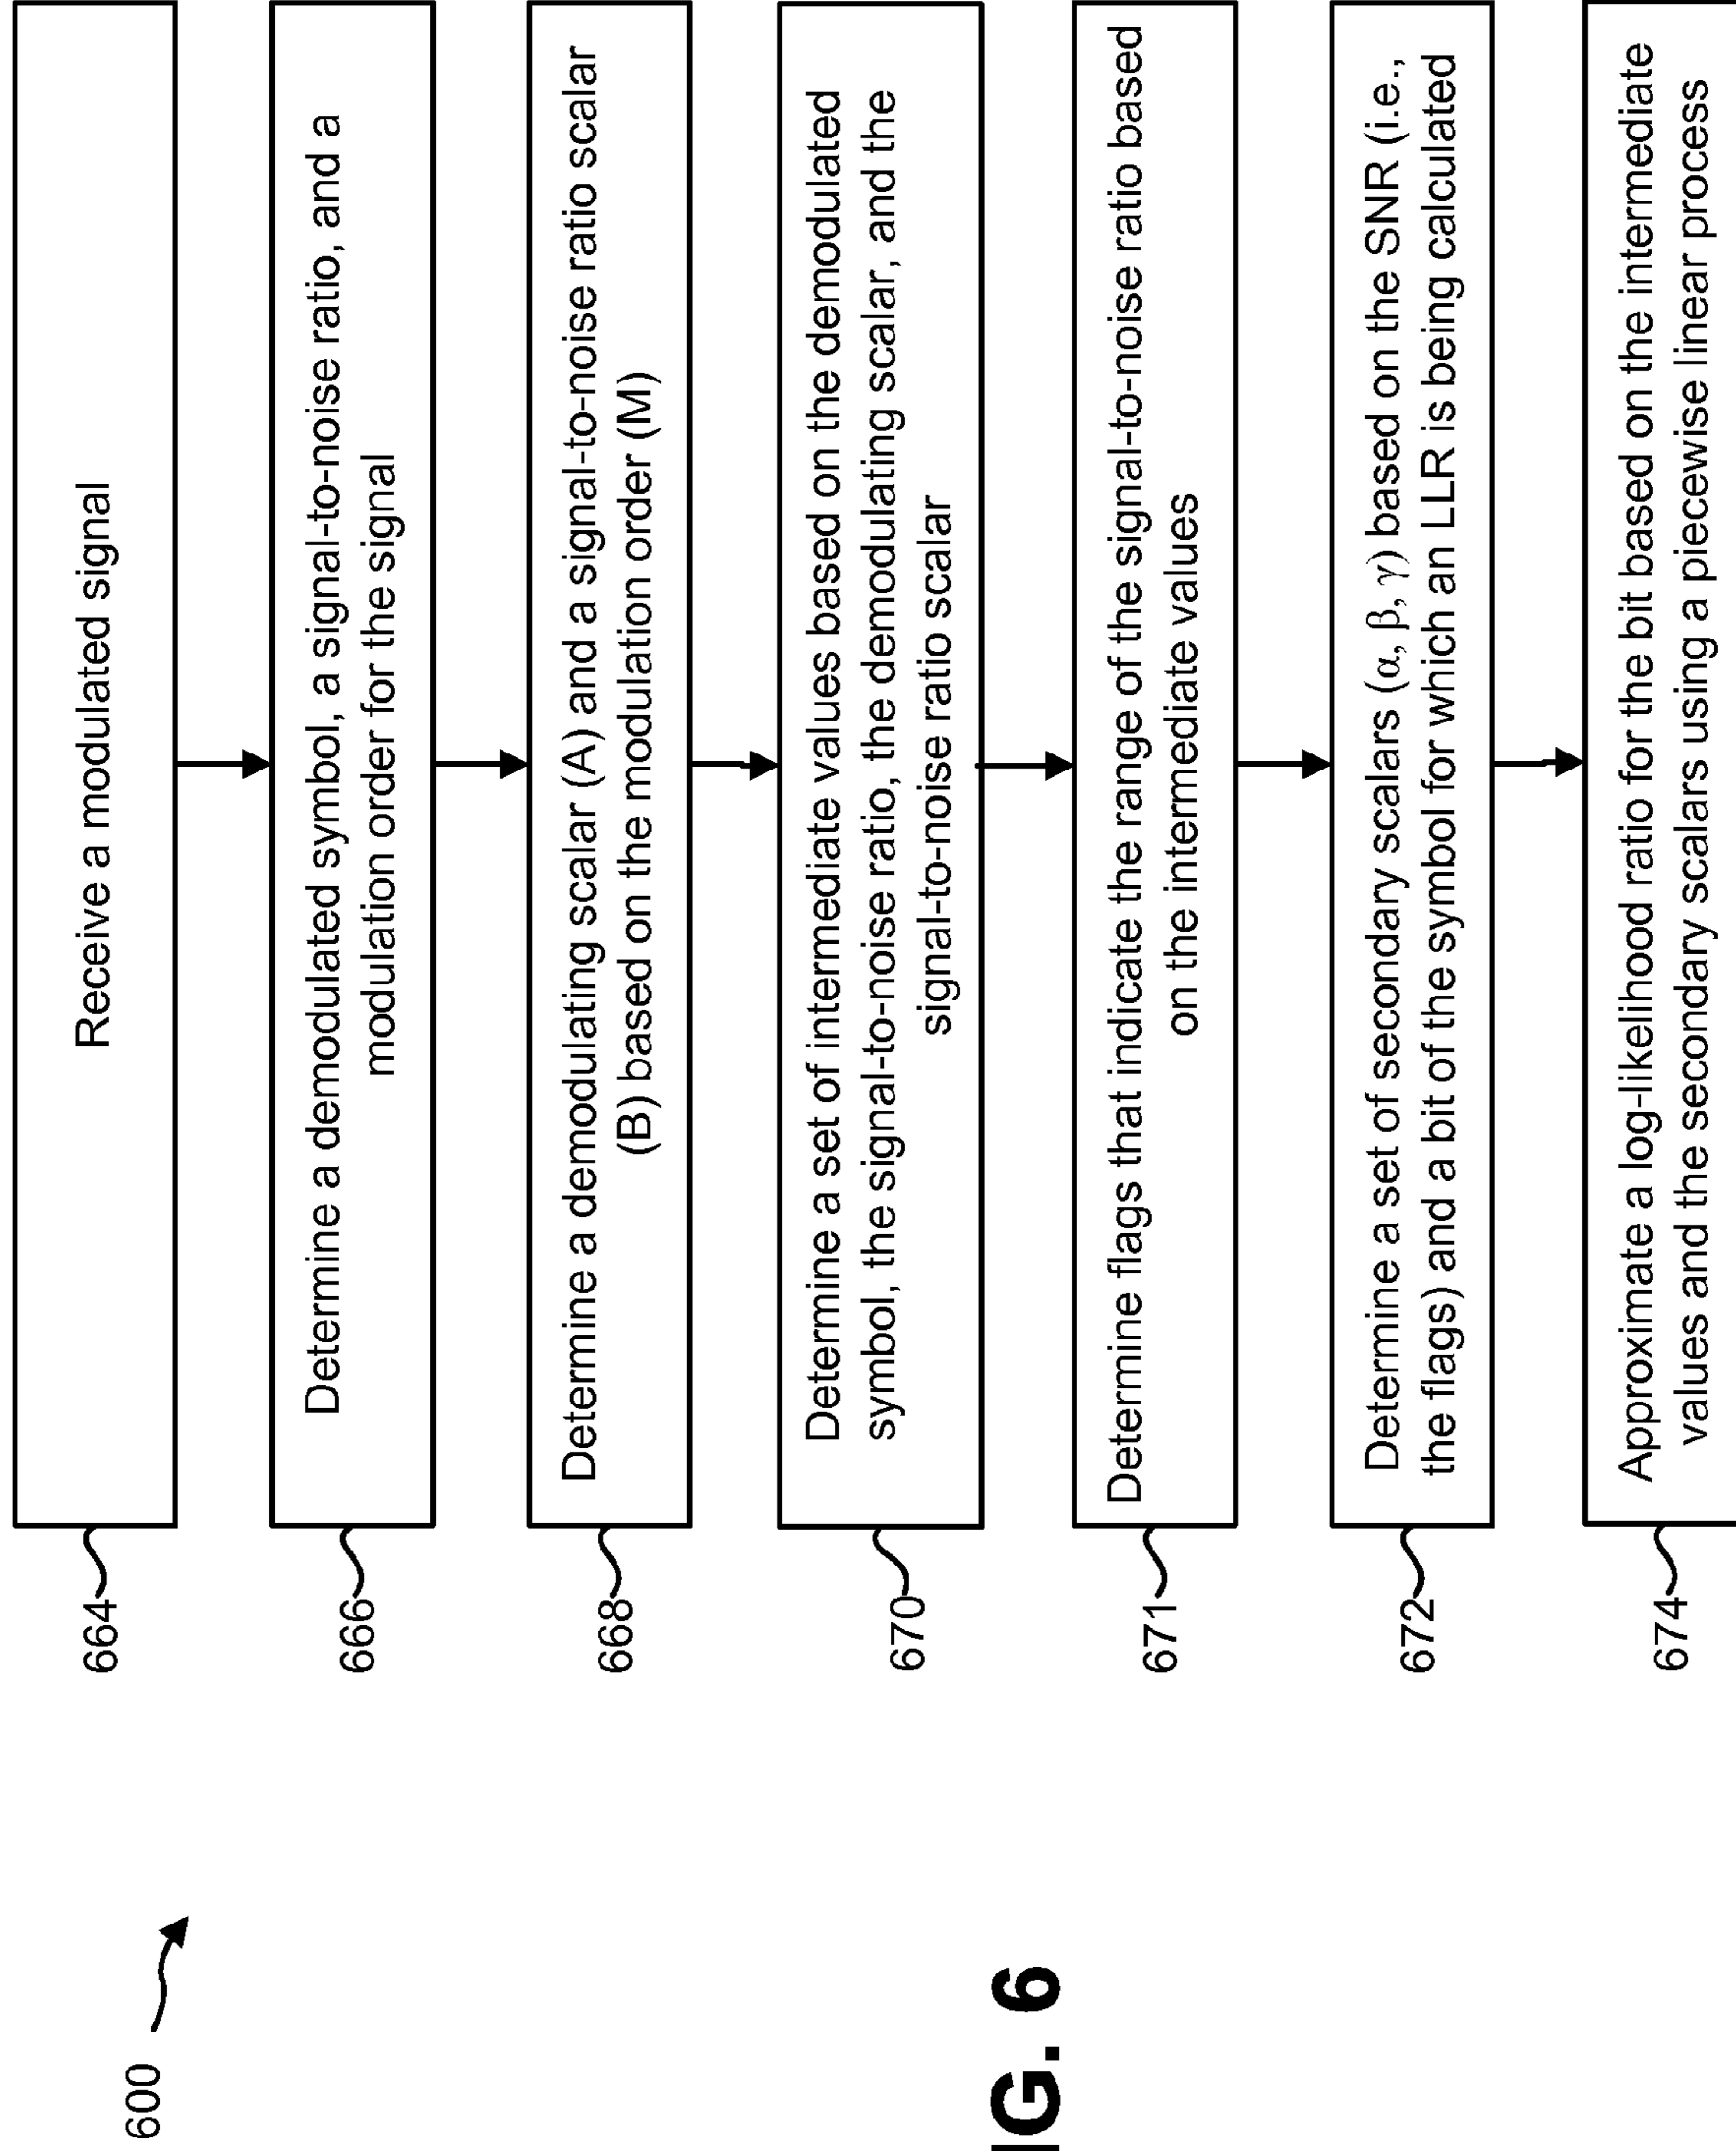 600
664
Receive a modulated signal
666
Determine a demodulated symbol, a signal-to-noise ratio, and a
modulation order for the signal
668
Determine a demodulating scalar (A) and a signal-to-noise ratio scalar
(B) based on the modulation order (M)
670
Determine a set of intermediate values based on the demodulated
symbol, the signal-to-noise ratio, the demodulating scalar, and the
signal-to-noise ratio scalar
671
Determine flags that indicate the range of the signal-to-noise ratio based
on the intermediate values
672
Determine a set of secondary scalars (α, β, γ) based on the SNR (i.e.,
the flags) and a bit of the symbol for which an LLR is being calculated
674
Approximate a log-likelihood ratio for the bit based on the intermediate
values and the secondary scalars using a piecewise linear process
IG. 6